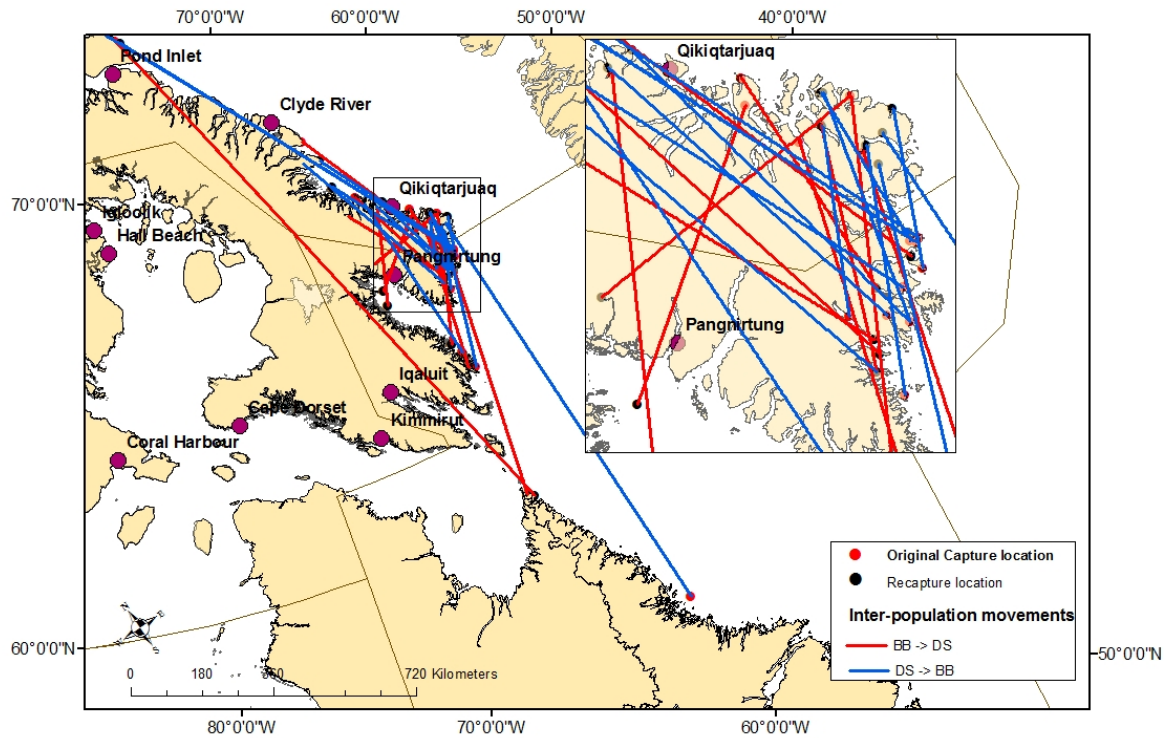 70°0'0"W
60°0'0"W
50°0'0"W
40°0'0"W
Pond Inlet
Qikiqtarjuaq
Clyde River
Qikiqtarjuaq
70°0'0"N
Igloolik
Hall Beach
Pangnirtung
Pangnirtung
Iqaluit
Cape Dorset
Kimmirut
Coral Harbour
Original Capture location
Recapture location
Inter-population movements
BB -> DS
DS -> BB
N
E
W
S
60°0'0"N
50°0'0"N
0 180 360 720 Kilometers
80°0'0"W
70°0'0"W
60°0'0"W